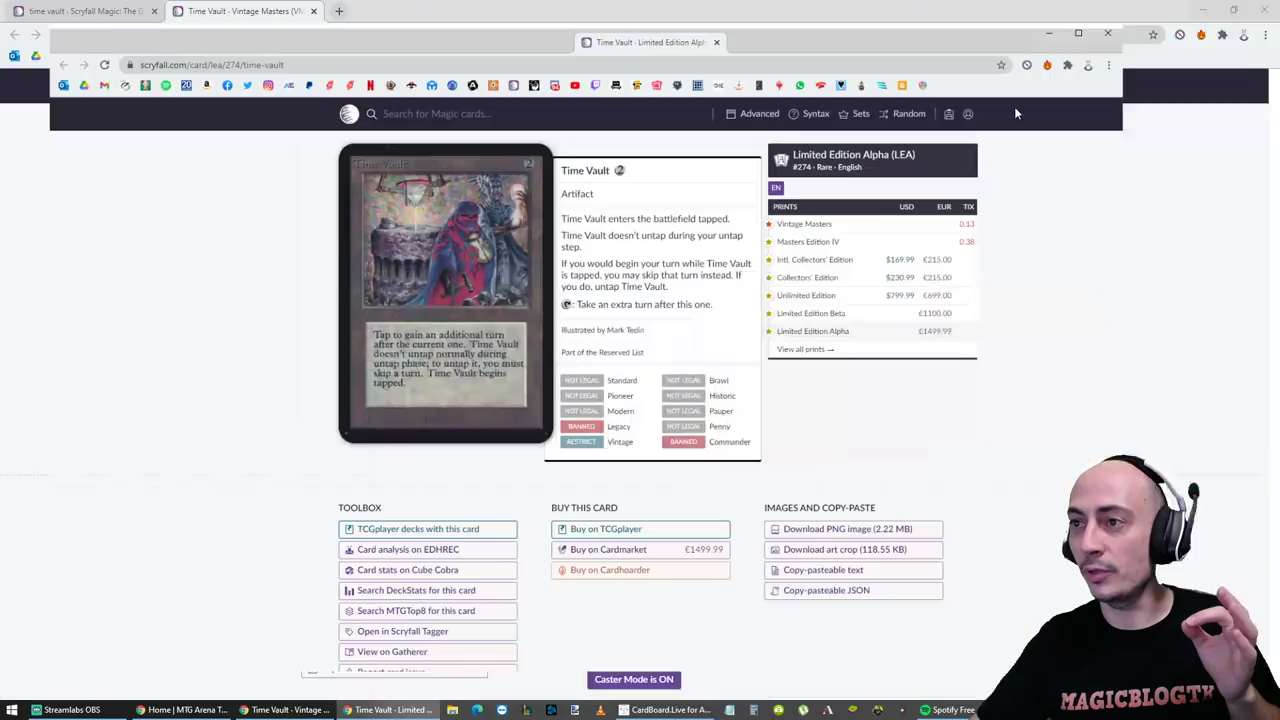 time vault · Scryfall Magic: The G
Time Vault · Vintage Masters (VM
Time Vault · Limited Edition Alph
scryfall.com/card/lea/274/time-vault
Search for Magic cards...
Advanced
Syntax
Sets
Random
Time Vault
2
Tap to gain an additional turn
after the current one. Time Vault
doesn't untap normally during
untap phase; to untap it, you must
skip a turn. Time Vault begins
tapped.
Time Vault 2
Artifact
Time Vault enters the battlefield tapped.
Time Vault doesn't untap during your untap
step.
If you would begin your turn while Time Vault
is tapped, you may skip that turn instead. If
you do, untap Time Vault.
: Take an extra turn after this one.
Illustrated by Mark Tedin
Part of the Reserved List
NOT LEGAL Standard NOT LEGAL Brawl
NOT LEGAL Pioneer NOT LEGAL Historic
NOT LEGAL Modern NOT LEGAL Pauper
BANNED Legacy NOT LEGAL Penny
RESTRICT Vintage BANNED Commander
Limited Edition Alpha (LEA)
#274 · Rare · English
EN
PRINTS USD EUR TIX
Vintage Masters 0.13
Masters Edition IV 0.38
Intl. Collectors' Edition $169.99 €215.00
Collectors' Edition $230.99 €215.00
Unlimited Edition $799.99 €699.00
Limited Edition Beta €1100.00
Limited Edition Alpha €1499.99
View all prints →
TOOLBOX
TCGplayer decks with this card
Card analysis on EDHREC
Card stats on Cube Cobra
Search DeckStats for this card
Search MTGTop8 for this card
Open in Scryfall Tagger
View on Gatherer
Report card issue
BUY THIS CARD
Buy on TCGplayer
Buy on Cardmarket €1499.99
Buy on Cardhoarder
IMAGES AND COPY-PASTE
Download PNG image (2.22 MB)
Download art crop (118.55 KB)
Copy-pasteable text
Copy-pasteable JSON
Caster Mode is ON
MAGICBLOGTK
Streamlabs OBS
Home | MTG Arena T...
Time Vault · Vintage ...
Time Vault · Limited ...
CardBoard.Live for A...
Spotify Free